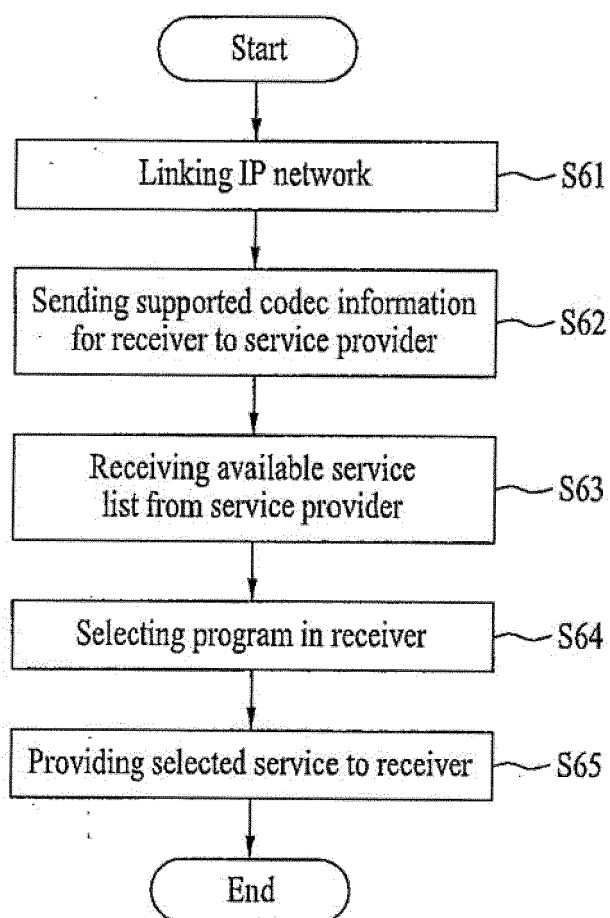 Start
Linking IP network
S61
Sending supported codec information
for receiver to service provider
S62
Receiving available service
list from service provider
S63
Selecting program in receiver
S64
Providing selected service to receiver
S65
End